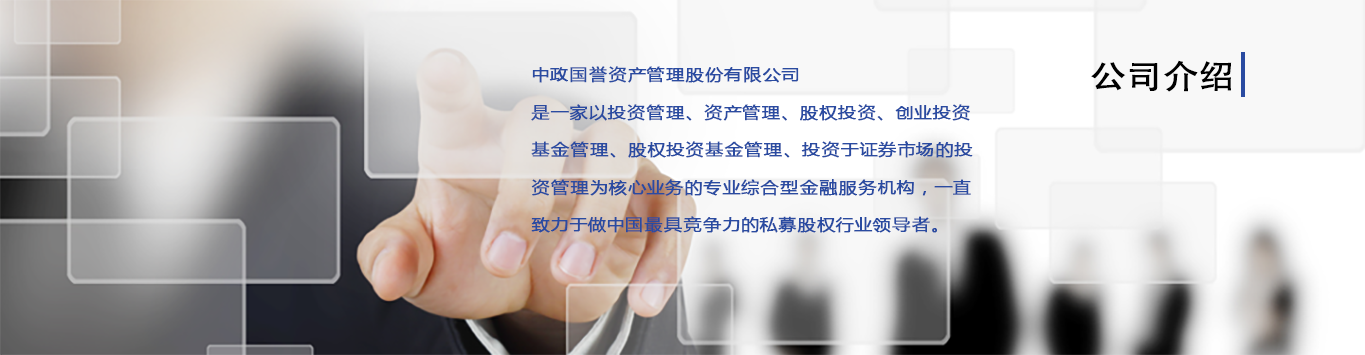 公司介绍
中政国誉资产管理股份有限公司
是一家以投资管理、资产管理、股权投资、创业投资
基金管理、股权投资基金管理、投资于证券市场的投
资管理为核心业务的专业综合型金融服务机构，一直
致力于做中国最具竞争力的私募股权行业领导者。